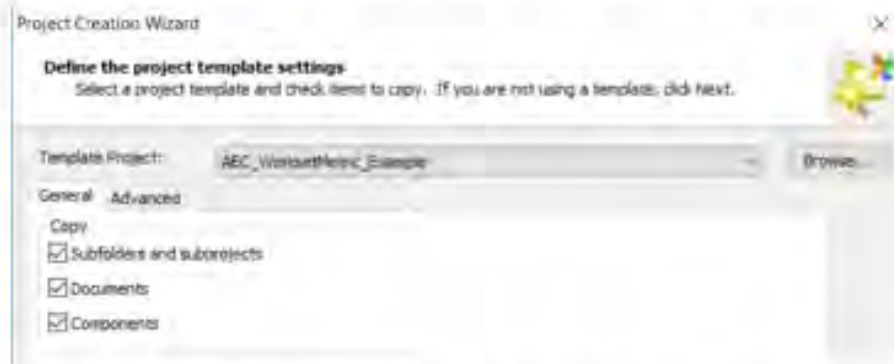 Project Creation Wizard
Define the project template settings
Select a project template and check items to copy. If you are not using a template, click Next.
Template Project: AEC_WorksetMetric_Example Browse...
General Advanced
Copy
Subfolders and subprojects
Documents
Components